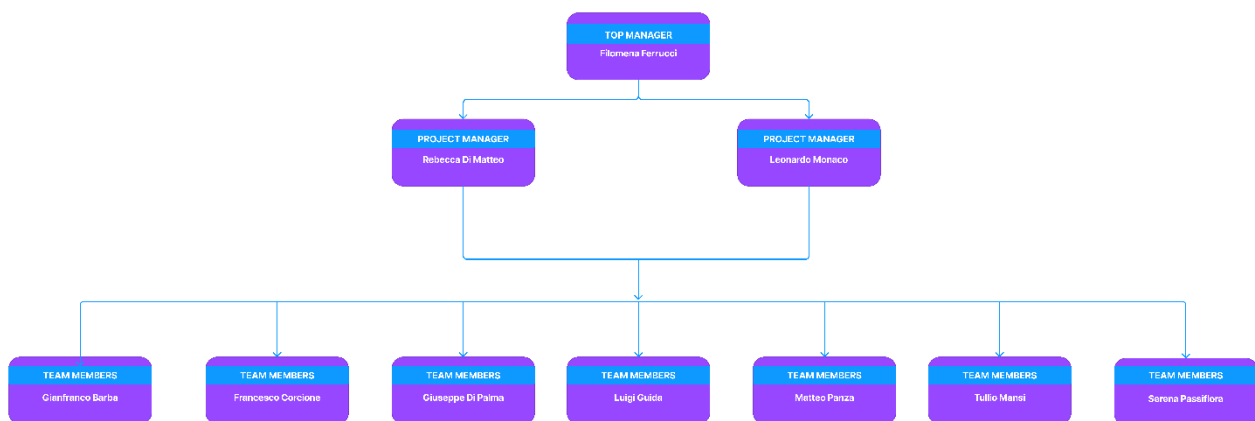 TOP MANAGER
Filomena Ferrucci
PROJECT MANAGER
Rebecca Di Matteo
PROJECT MANAGER
Leonardo Monaco
TEAM MEMBERS
Gianfranco Barba
TEAM MEMBERS
Francesco Corcione
TEAM MEMBERS
Giuseppe Di Palma
TEAM MEMBERS
Luigi Guida
TEAM MEMBERS
Matteo Panza
TEAM MEMBERS
Tullio Mansi
TEAM MEMBERS
Serena Passiflora